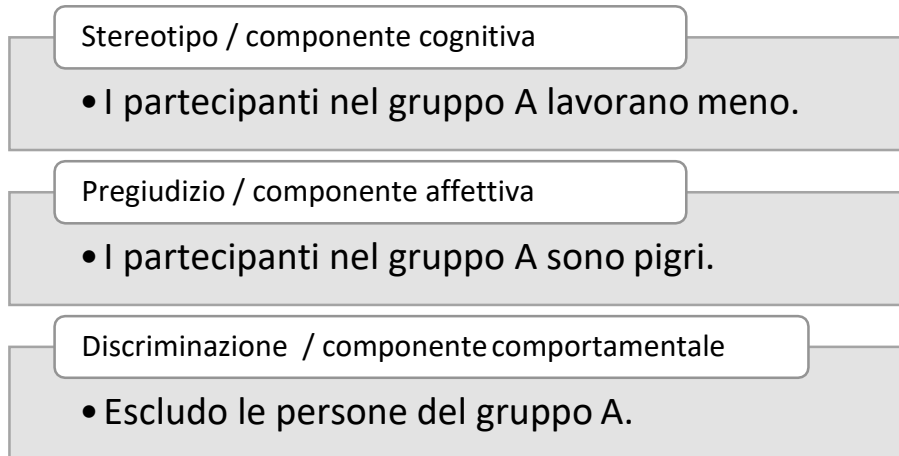 Stereotipo / componente cognitiva
•I partecipanti nel gruppo A lavorano meno.
Pregiudizio / componente affettiva
•I partecipanti nel gruppo A sono pigri.
Discriminazione / componente comportamentale
•Escludo le persone del gruppo A.